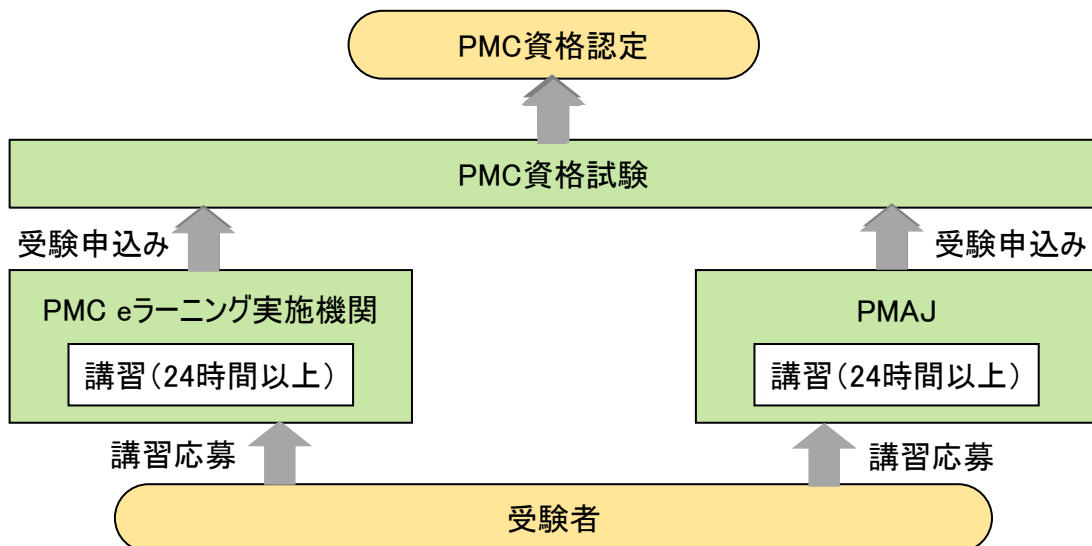 PMC資格認定
PMC資格試験
受験申込み
受験申込み
PMC eラーニング実施機関
講習(24時間以上)
PMAJ
講習(24時間以上)
講習応募
講習応募
受験者